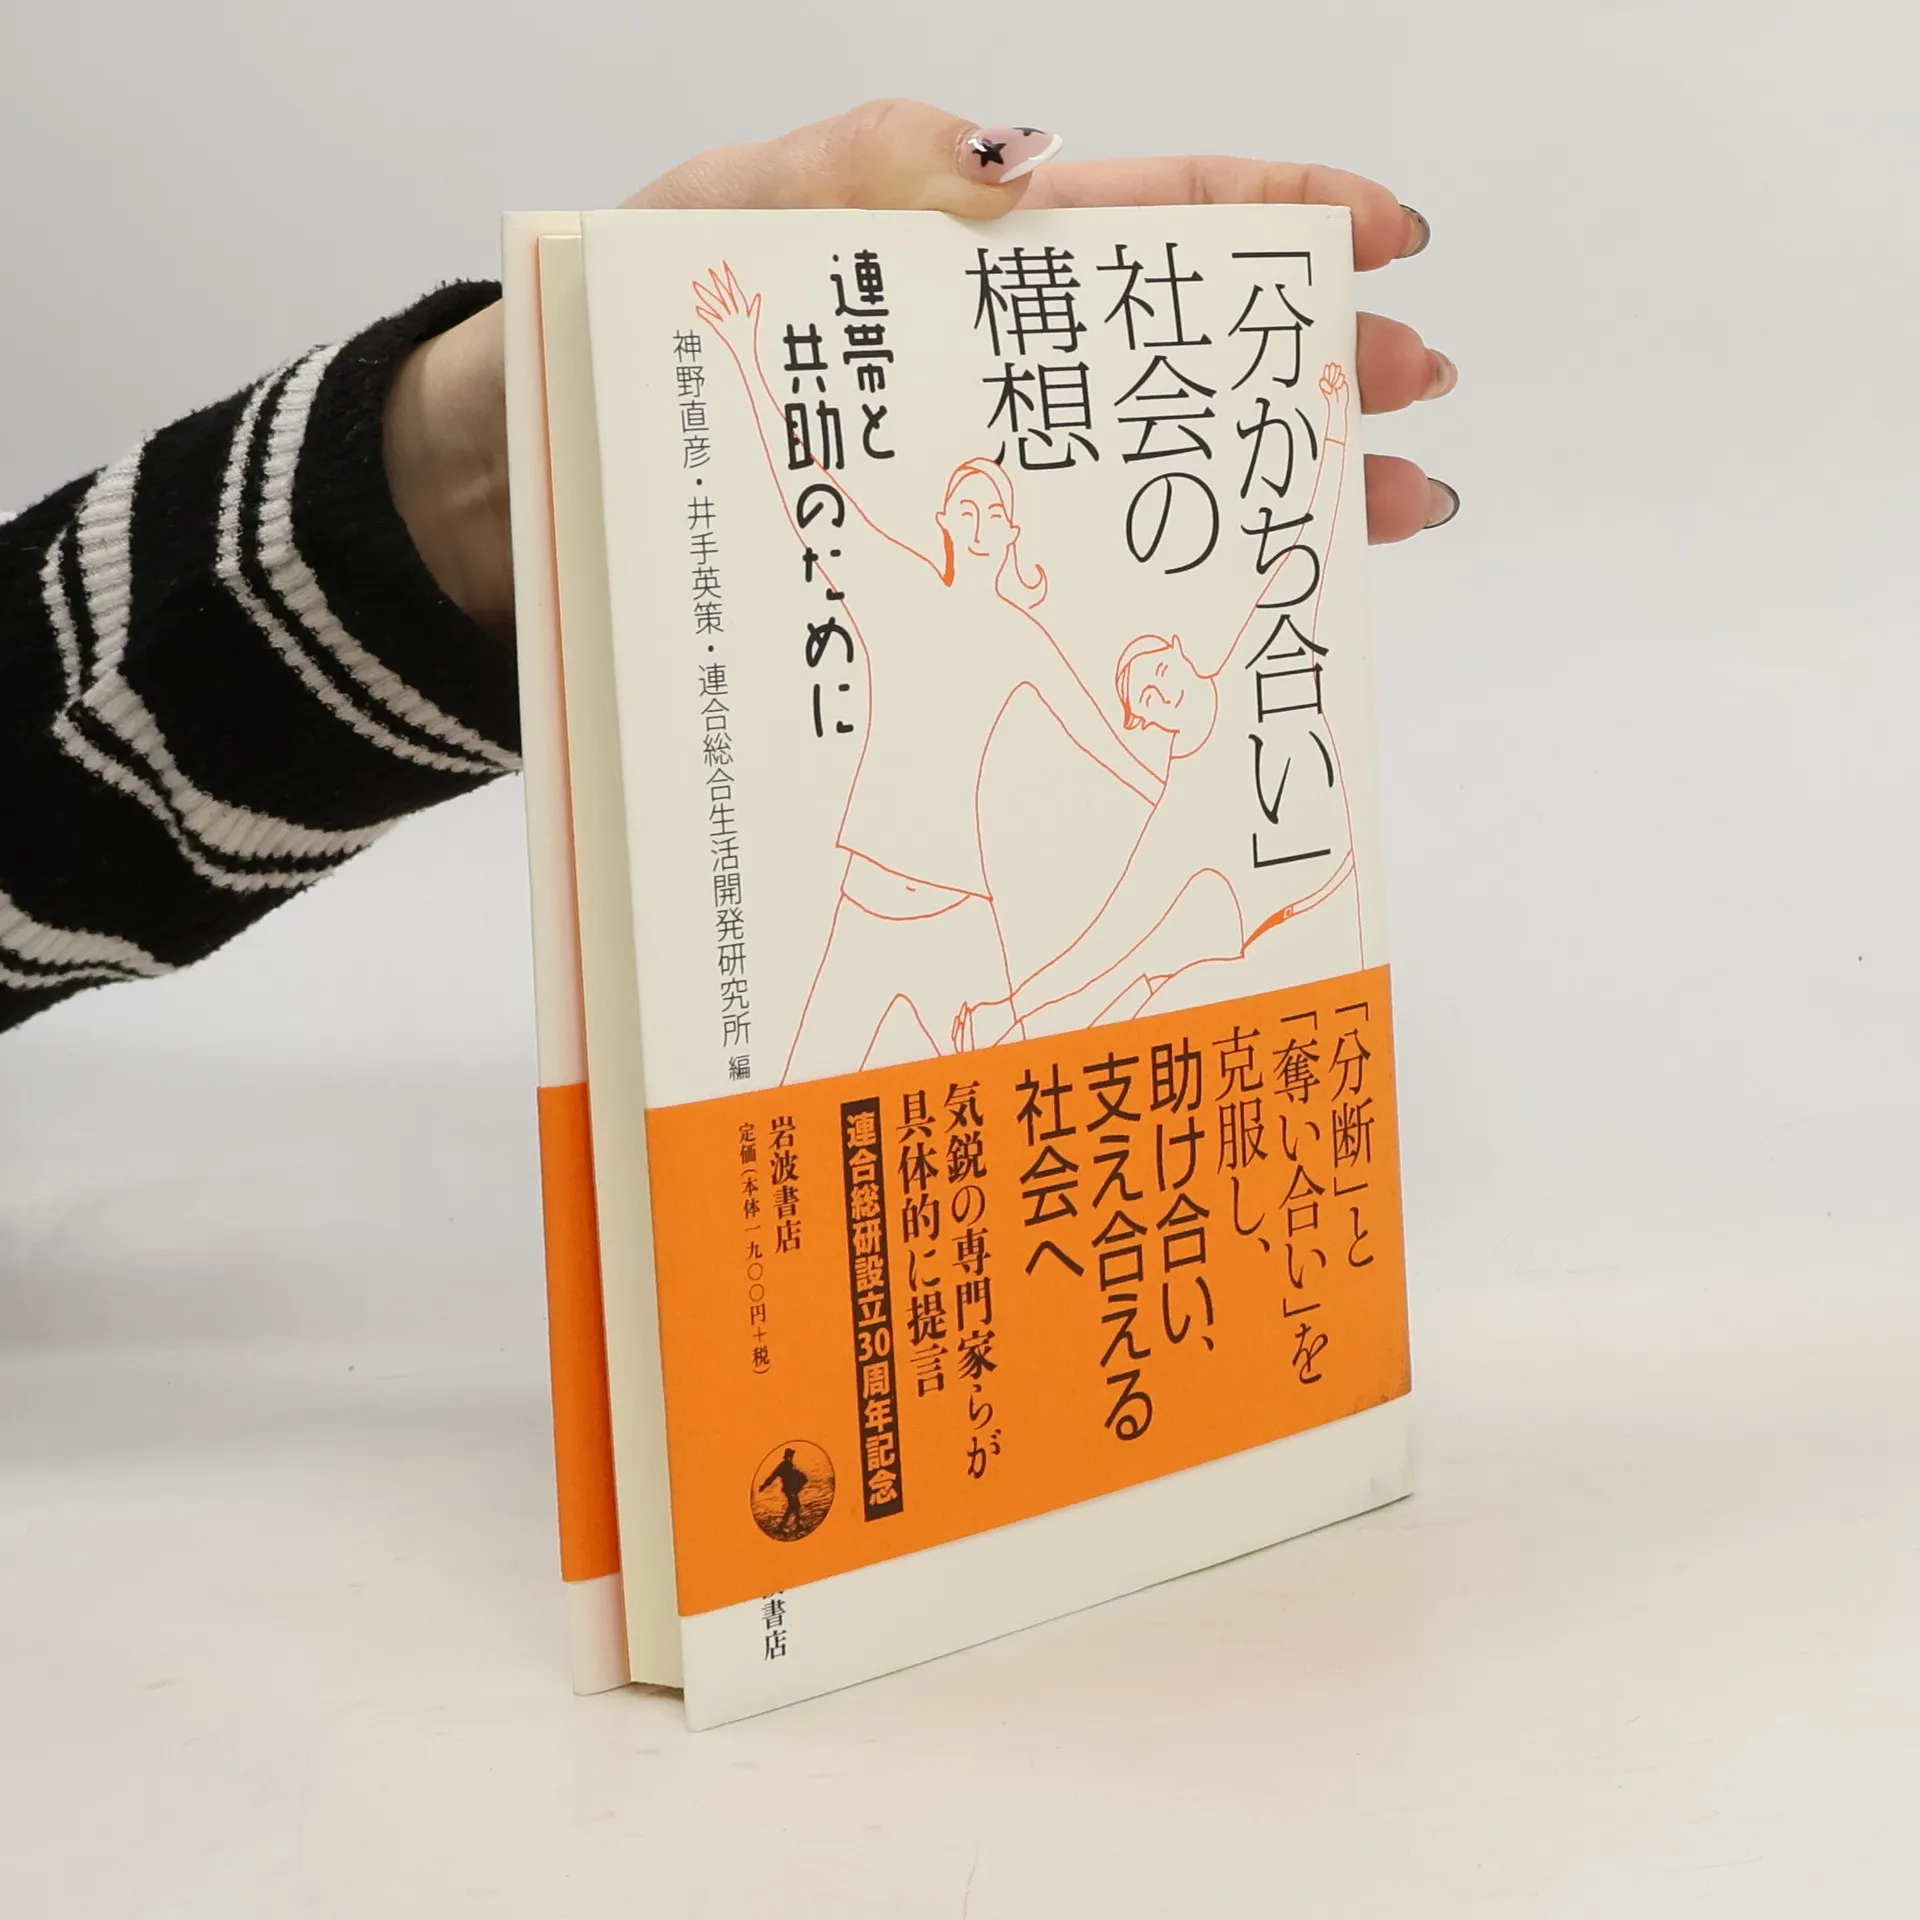 「分かち合い」
社会の
構想
連帯と
共助のために
神野直彦・井手英策・連合総合生活開発研究所 編
「分断」と
「奪い合い」を
克服し、
助け合い、
支え合える
社会へ
気鋭の専門家らが
具体的に提言
連合総研設立30周年記念
岩波書店
定価(本体一九〇〇円+税)
書店